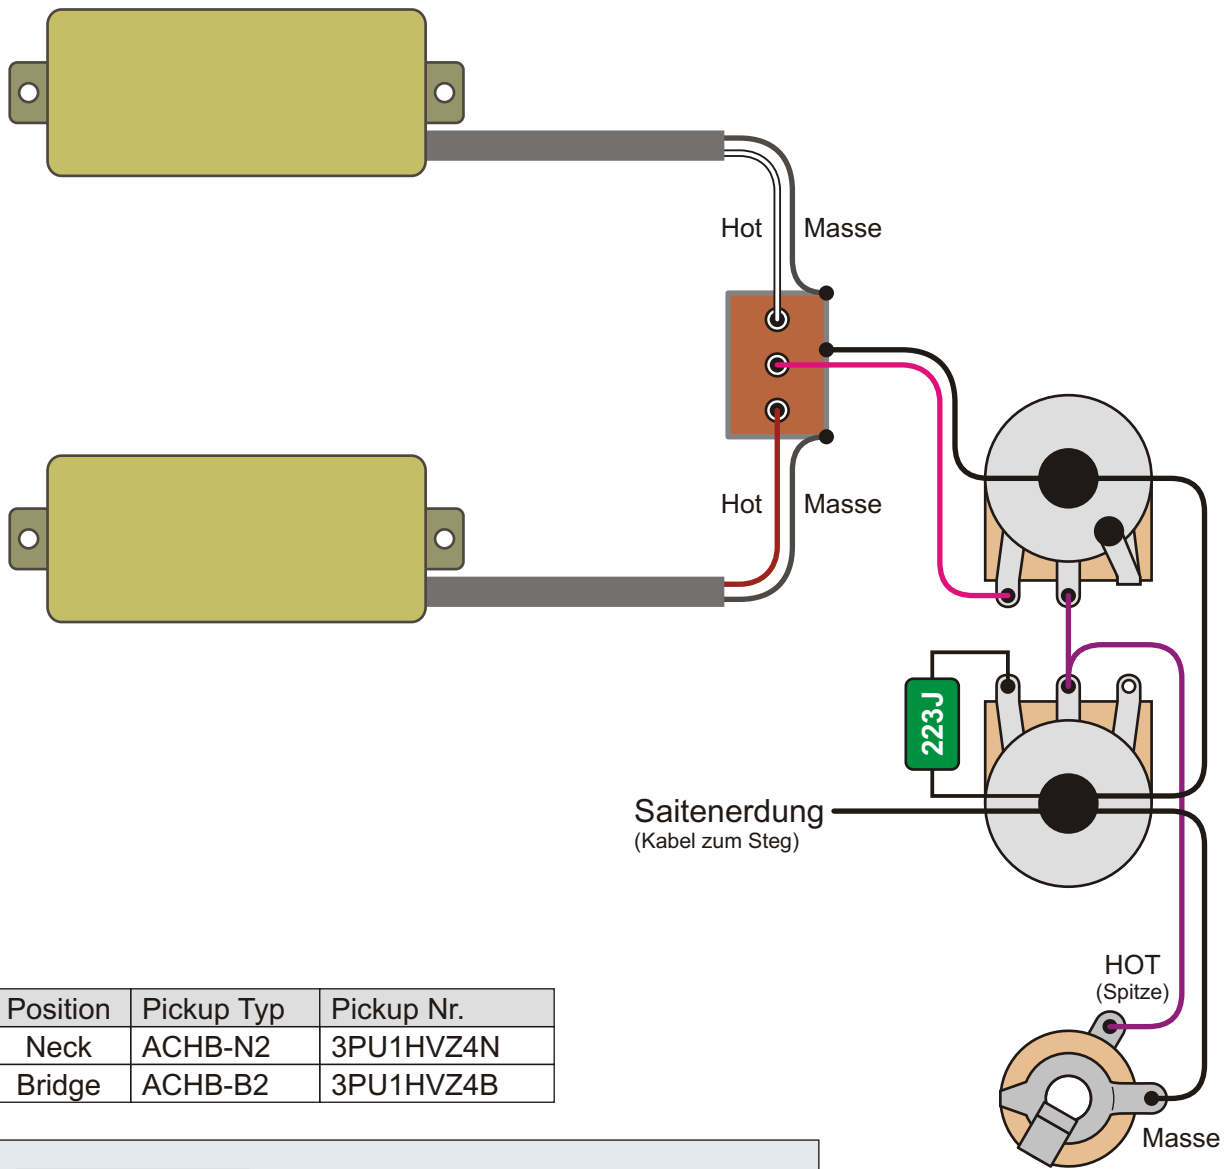 Hot Masse
Hot Masse
223J
Saitenerdung
(Kabel zum Steg)
HOT
(Spitze)
Position Pickup Typ Pickup Nr.
Neck ACHB-N2 3PU1HVZ4N
Bridge ACHB-B2 3PU1HVZ4B
Masse